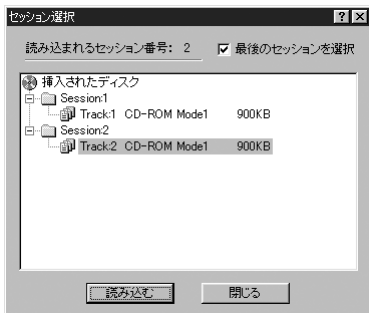 セッション選択
読み込まれるセッション番号: 2
最後のセッションを選択
挿入されたディスク
Session:1
Track:1 CD-ROM Mode1 900KB
Session:2
Track:2 CD-ROM Mode1 900KB
読み込む
閉じる